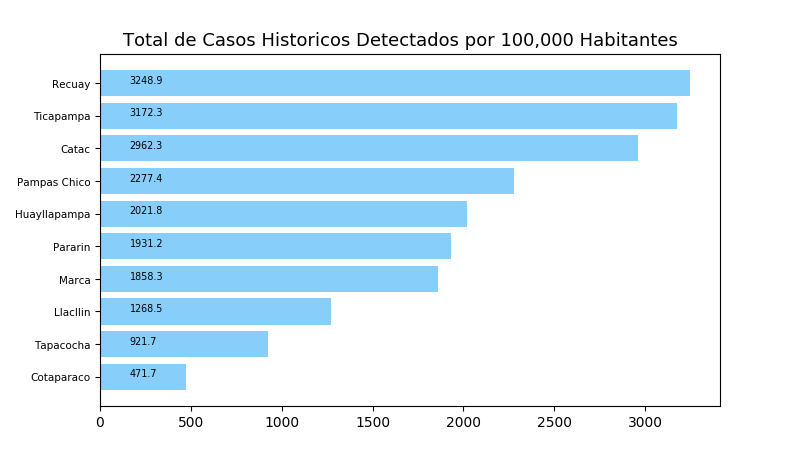 Total de Casos Historicos Detectados por 100,000 Habitantes
Recuay 3248.9
Ticapampa 3172.3
Catac 2962.3
Pampas Chico 2277.4
Huayllapampa 2021.8
Pararin 1931.2
Marca 1858.3
Llacllin 1268.5
Tapacocha 921.7
Cotaparaco 471.7
0 500 1000 1500 2000 2500 3000